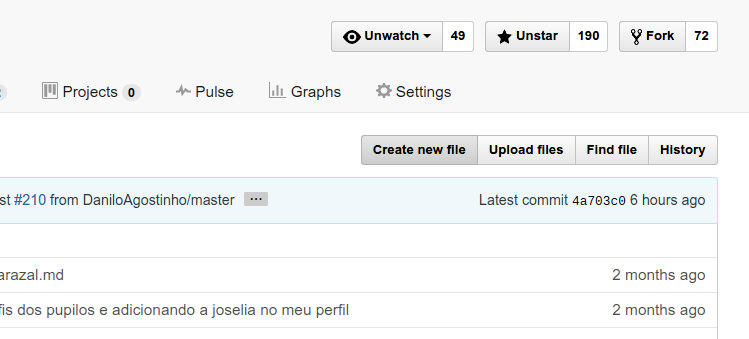 Unwatch 49 Unstar 190 Fork 72
Projects 0 Pulse Graphs Settings
Create new file Upload files Find file History
#210 from DaniloAgostinho/master ... Latest commit 4a703c0 6 hours ago
arazal.md 2 months ago
dos pupilos e adicionando a joselia no meu perfil 2 months ago